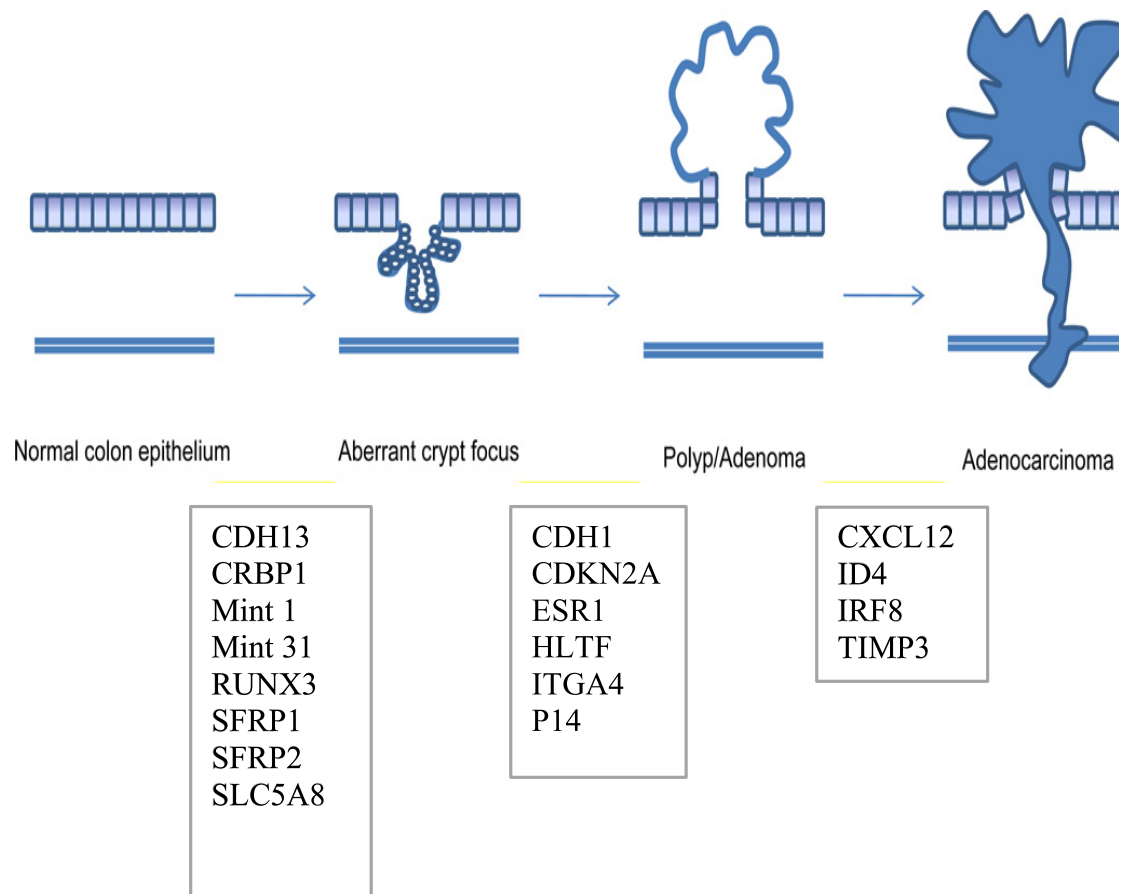 Normal colon epithelium
Aberrant crypt focus
Polyp/Adenoma
Adenocarcinoma
CDH13
CRBP1
Mint 1
Mint 31
RUNX3
SFRP1
SFRP2
SLC5A8
CDH1
CDKN2A
ESR1
HLTF
ITGA4
P14
CXCL12
ID4
IRF8
TIMP3